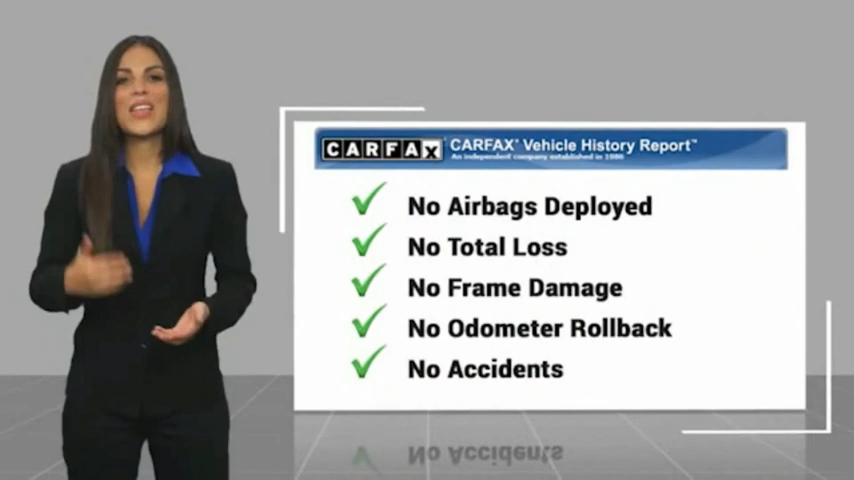 CARFAX CARFAX® Vehicle History Report™
An independent company established in 1986
No Airbags Deployed
No Total Loss
No Frame Damage
No Odometer Rollback
No Accidents
No Accidents